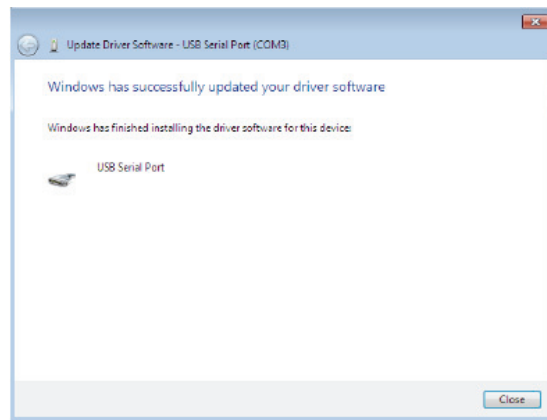 Update Driver Software - USB Serial Port (COM3)
Windows has successfully updated your driver software
Windows has finished installing the driver software for this device:
USB Serial Port
Close